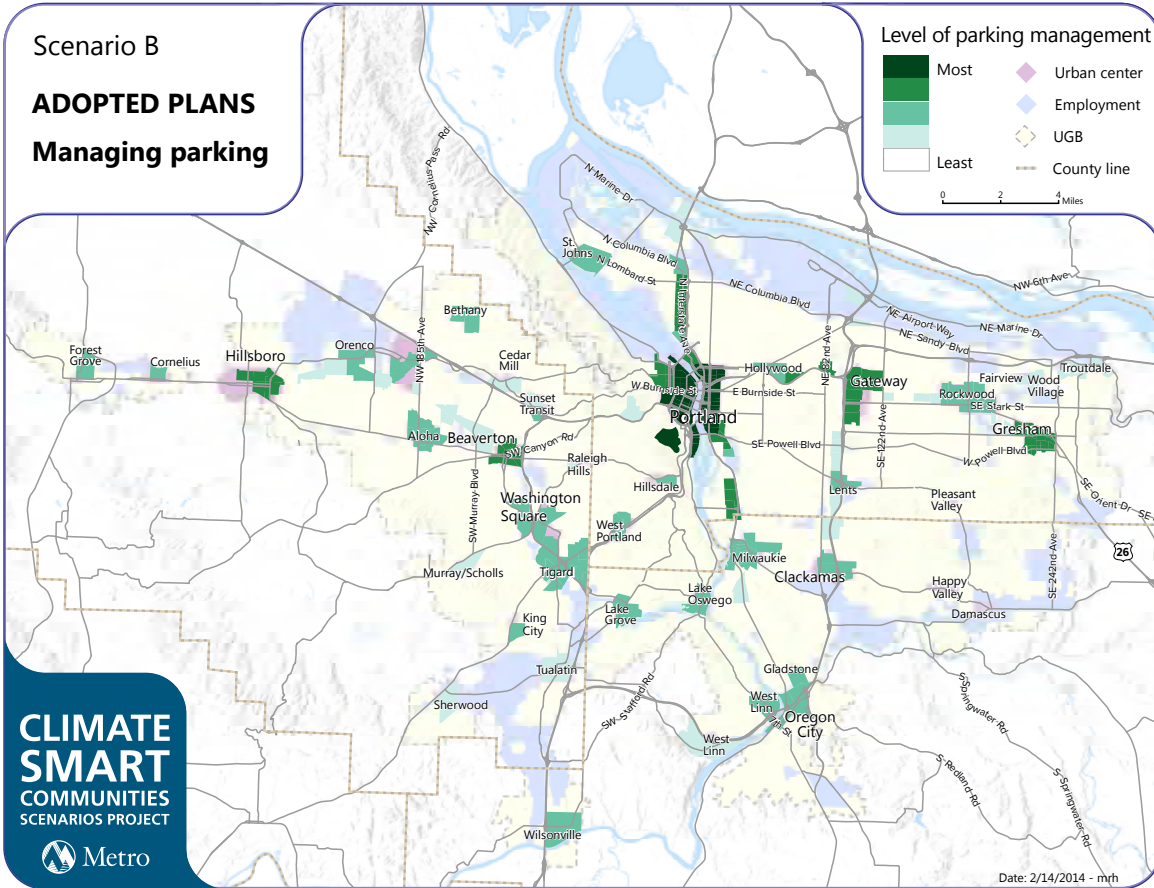 Scenario B
ADOPTED PLANS
Managing parking
Level of parking management
Most
Least
Urban center
Employment
UGB
County line
0 2 4
Miles
NW Cornelius Pass Rd
N Marine Dr
St.
Johns
N Columbia Blvd
N Lombard St
N Interstate Ave
NE Columbia Blvd
NW 6th Ave
NE Airport Way
NE Marine Dr
NE Sandy Blvd
NE 82nd Ave
Bethany
NW 185th Ave
Forest
Grove
Cornelius
Hillsboro
Orenco
Cedar
Mill
Sunset
Transit
W Burnside St
E Burnside St
Hollywood
Gateway
Portland
Troutdale
Fairview
Wood
Village
Rockwood
SE Stark St
Gresham
Aloha
Beaverton
SW Canyon Rd
Raleigh
Hills
SE Powell Blvd
SE 122nd Ave
W Powell Blvd
SE Orient Dr
SE
SW Murray Blvd
Washington
Square
Hillsdale
West
Portland
Lents
Pleasant
Valley
26
Murray/Scholls
Tigard
Milwaukie
Clackamas
SE 242nd Ave
Happy
Valley
Damascus
King
City
Lake
Grove
Lake
Oswego
Tualatin
Sherwood
SW Stafford Rd
Gladstone
West
Linn
7th St
Oregon
City
West
Linn
S Springwater Rd
S Redland Rd
S Springwater Rd
Wilsonville
CLIMATE
SMART
COMMUNITIES
SCENARIOS PROJECT
Metro
Date: 2/14/2014 - mrh